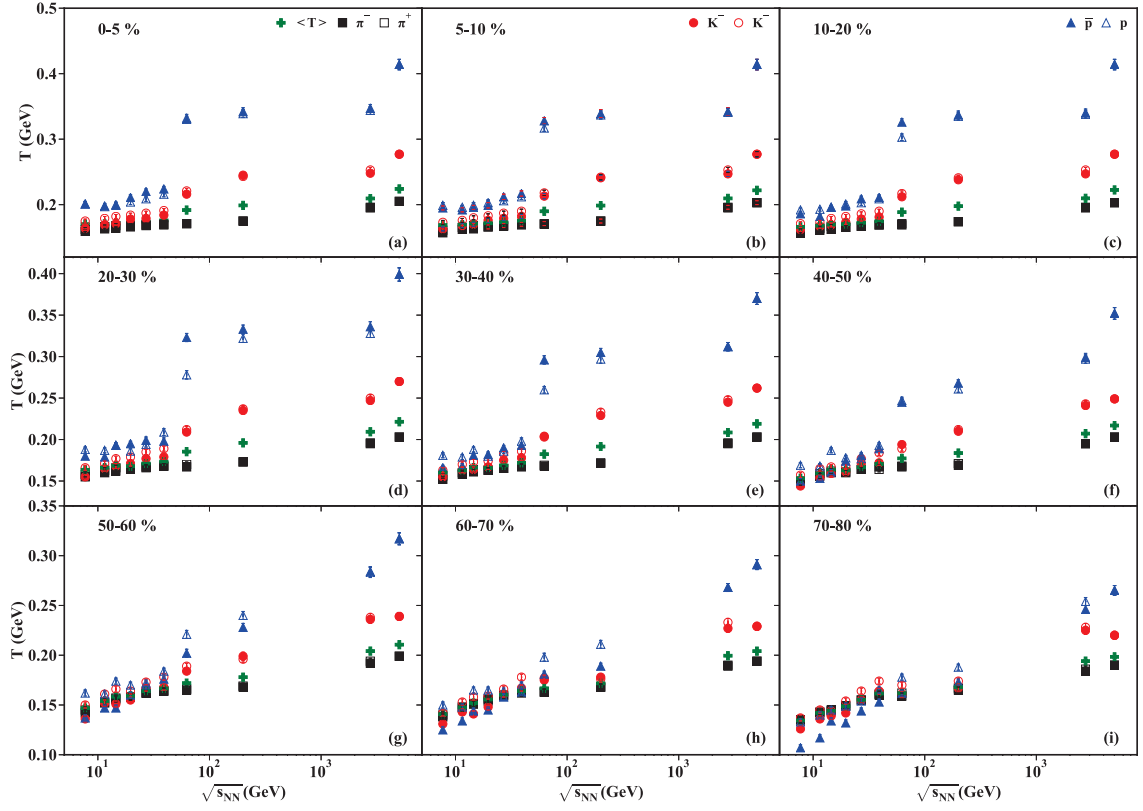 0.5
0-5 %
<T> π⁻ π⁺
5-10 %
K⁻ K⁻
10-20 %
p̅ p
0.4
T (GeV)
0.3
0.2
(a)
(b)
(c)
20-30 %
30-40 %
40-50 %
0.40
0.35
T (GeV)
0.30
0.25
0.20
0.15
(d)
(e)
(f)
0.35
50-60 %
60-70 %
70-80 %
0.30
T (GeV)
0.25
0.20
0.15
(g)
(h)
(i)
0.10
10¹ 10² 10³
10¹ 10² 10³
10¹ 10² 10³
√sNN(GeV)
√sNN(GeV)
√sNN(GeV)